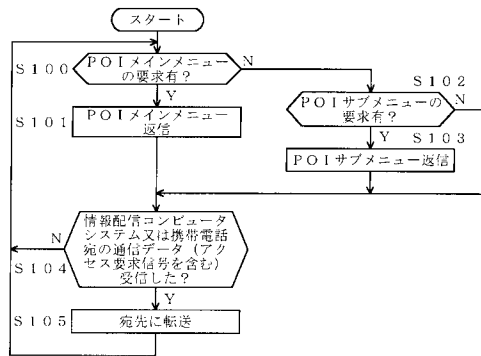 スタート
S100
POIメインメニュー
の要求有?
N
Y
S101
POIメインメニュー
返信
S102
POIサブメニューの
要求有?
N
Y
S103
POIサブメニュー返信
情報配信コンピュータ
システム又は携帯電話
宛の通信データ(アク
セス要求信号を含む)
受信した?
N
S104
Y
S105
宛先に転送